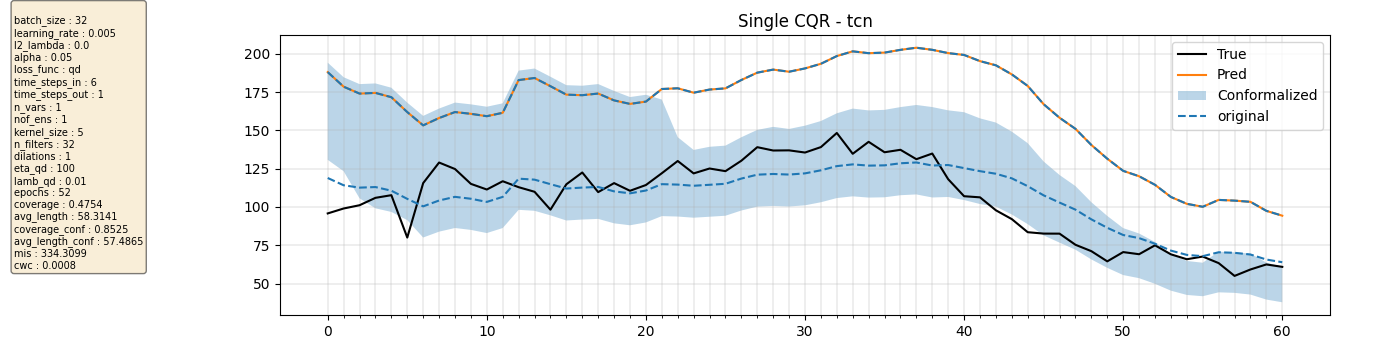 batch_size : 32
learning_rate : 0.005
l2_lambda : 0.0
alpha : 0.05
loss_func : qd
time_steps_in : 6
time_steps_out : 1
n_vars : 1
nof_ens : 1
kernel_size : 5
n_filters : 32
dilations : 1
eta_qd : 100
lamb_qd : 0.01
epochs : 52
coverage : 0.4754
avg_length : 58.3141
coverage_conf : 0.8525
avg_length_conf : 57.4865
mis : 334.3099
cwc : 0.0008
Single CQR - tcn
200
175
150
125
100
75
50
True
Pred
Conformalized
original
0 10 20 30 40 50 60